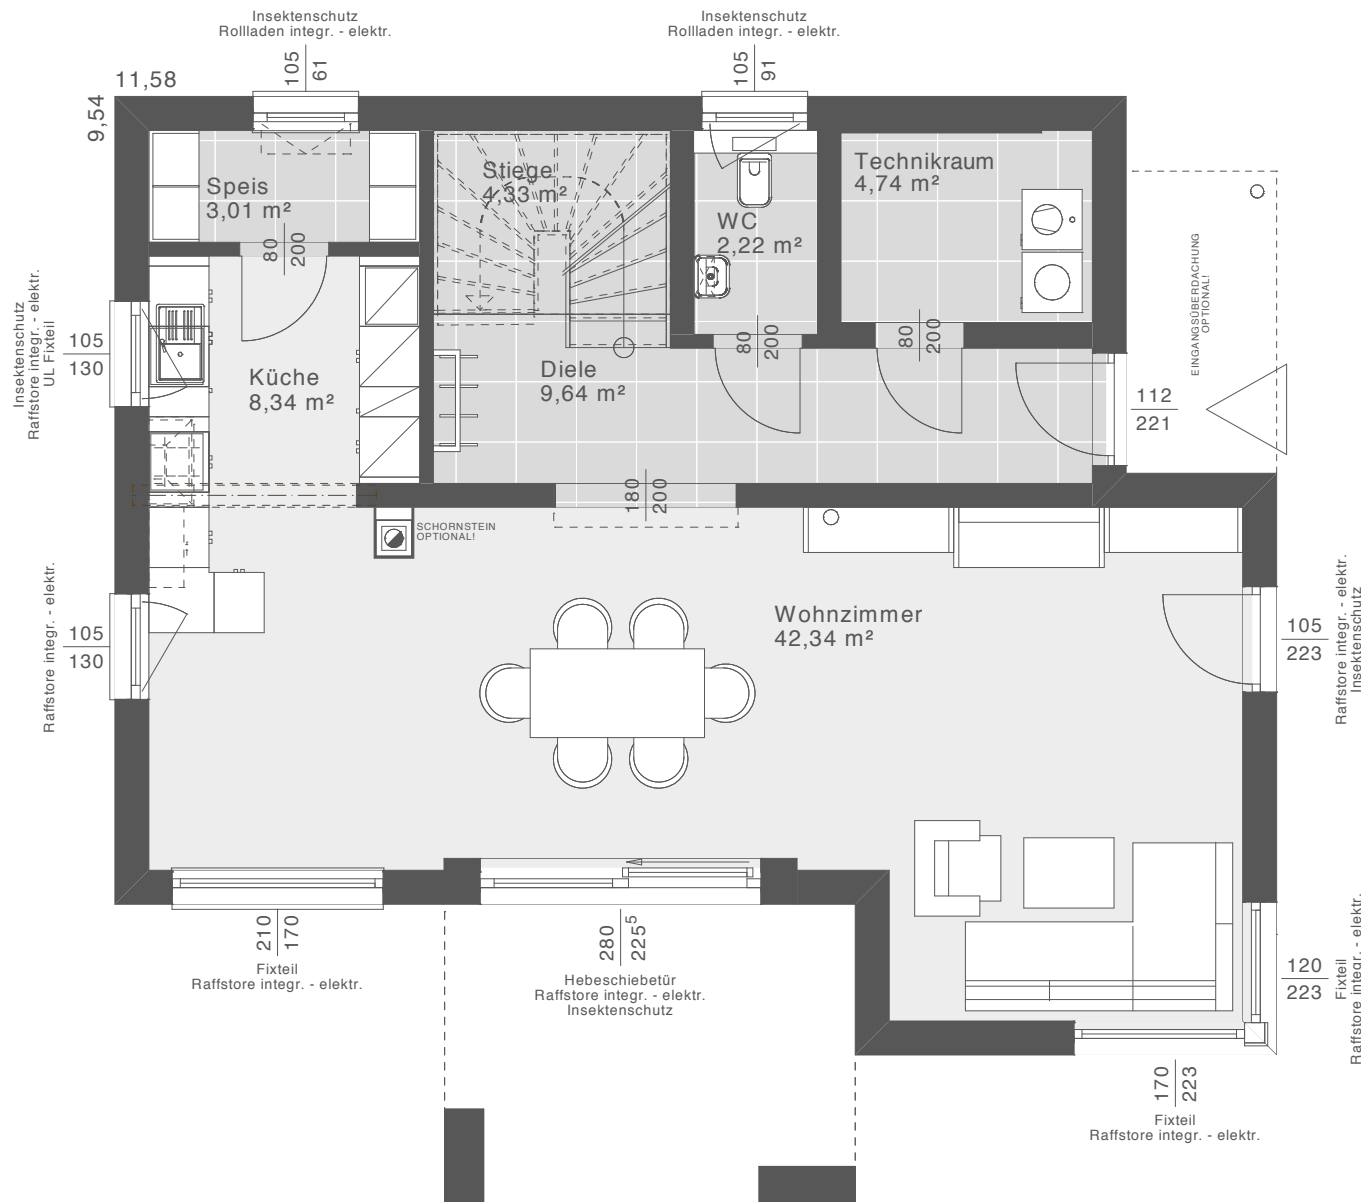 Insektenschutz
Rollladen integr. - elektr.
105
61
Insektenschutz
Rollladen integr. - elektr.
105
91
11,58
9,54
Speis
3,01 m²
80
200
Stiege
4,33 m²
WC
2,22 m²
80
200
Technikraum
4,74 m²
80
200
EINGANGSÜBERDACHUNG
OPTIONAL!
Insektenschutz
Raffstore integr. - elektr.
UL Fixteil
105
130
Küche
8,34 m²
Diele
9,64 m²
112
221
180
200
SCHORNSTEIN
OPTIONAL!
Raffstore integr. - elektr.
105
130
Wohnzimmer
42,34 m²
105
223
Raffstore integr. - elektr.
Insektenschutz
210
170
Fixteil
Raffstore integr. - elektr.
280
225⁵
Hebeschiebetür
Raffstore integr. - elektr.
Insektenschutz
120
223
Fixteil
Raffstore integr. - elektr.
170
223
Fixteil
Raffstore integr. - elektr.